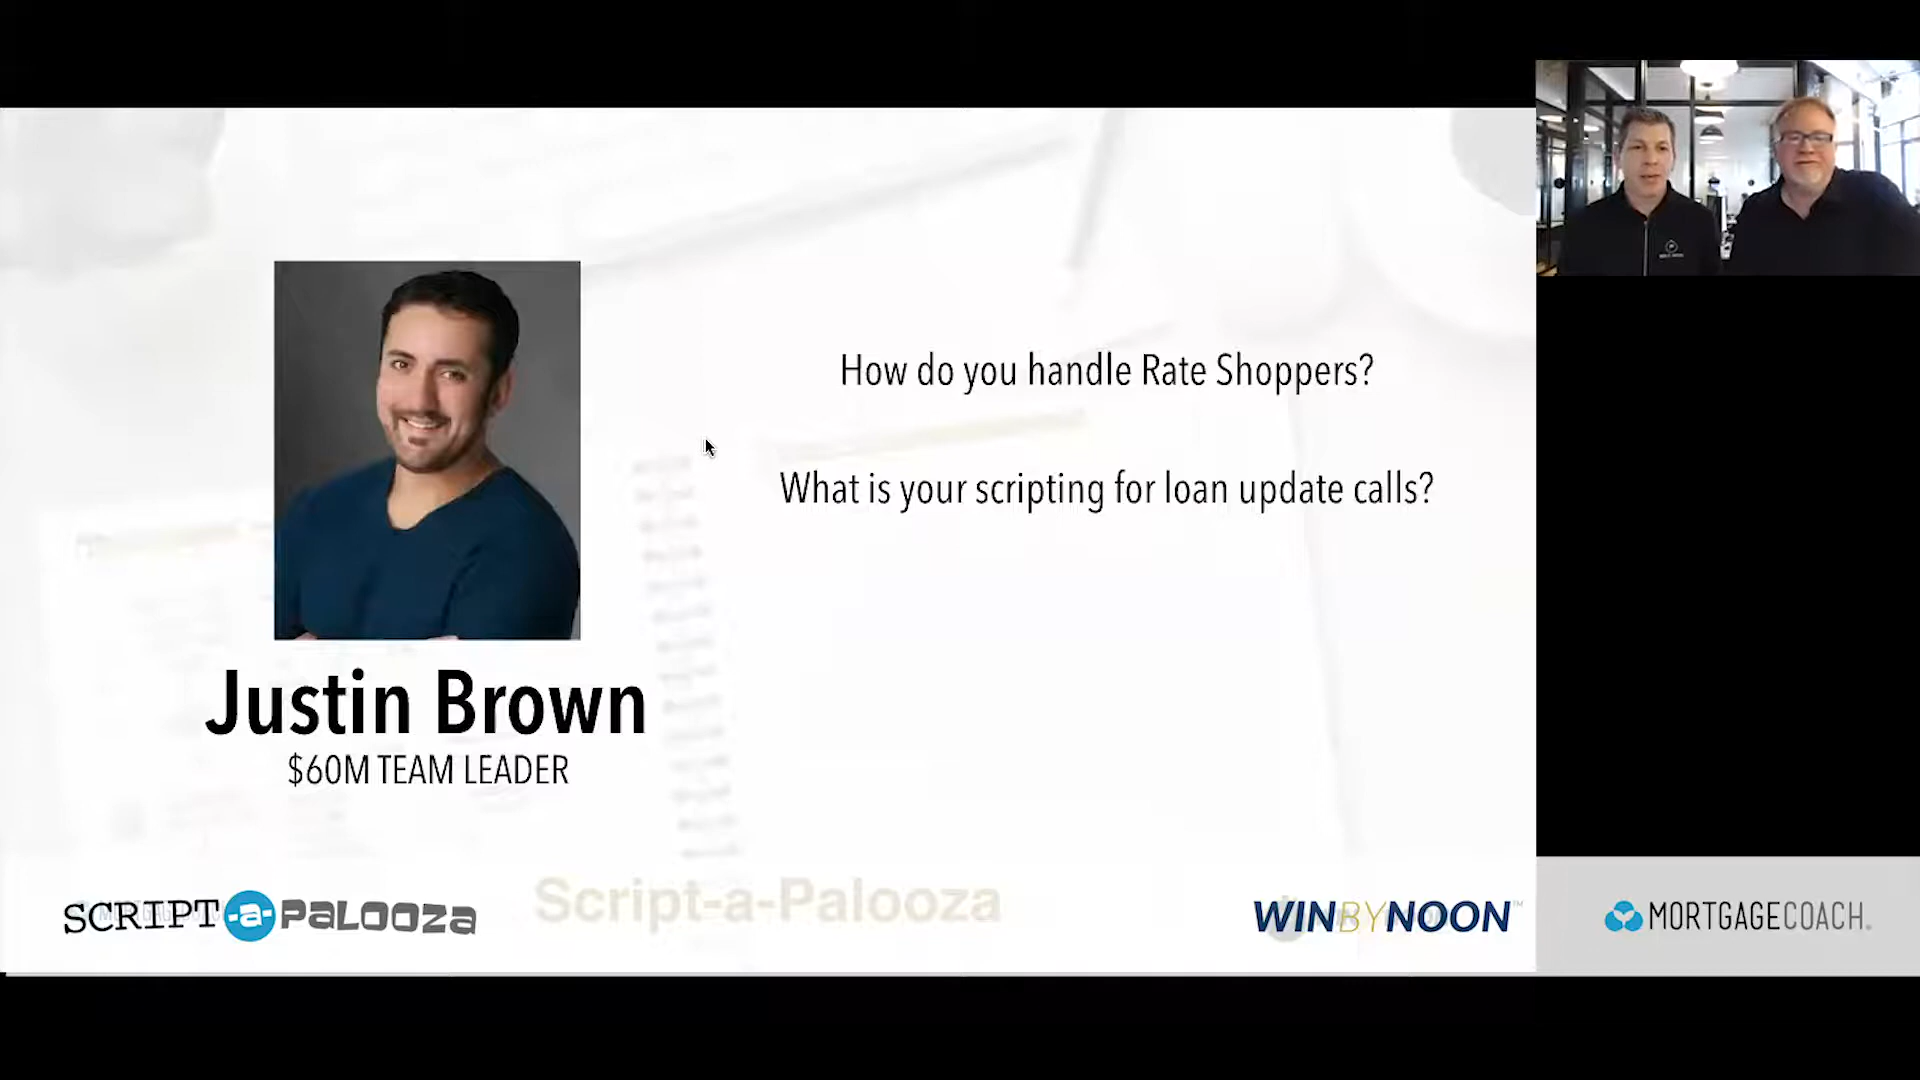 How do you handle Rate Shoppers?
What is your scripting for loan update calls?
Justin Brown
$60M TEAM LEADER
SCRIPT-a-PALOOZA
Script-a-Palooza
WINBYNOON™
MORTGAGECOACH®